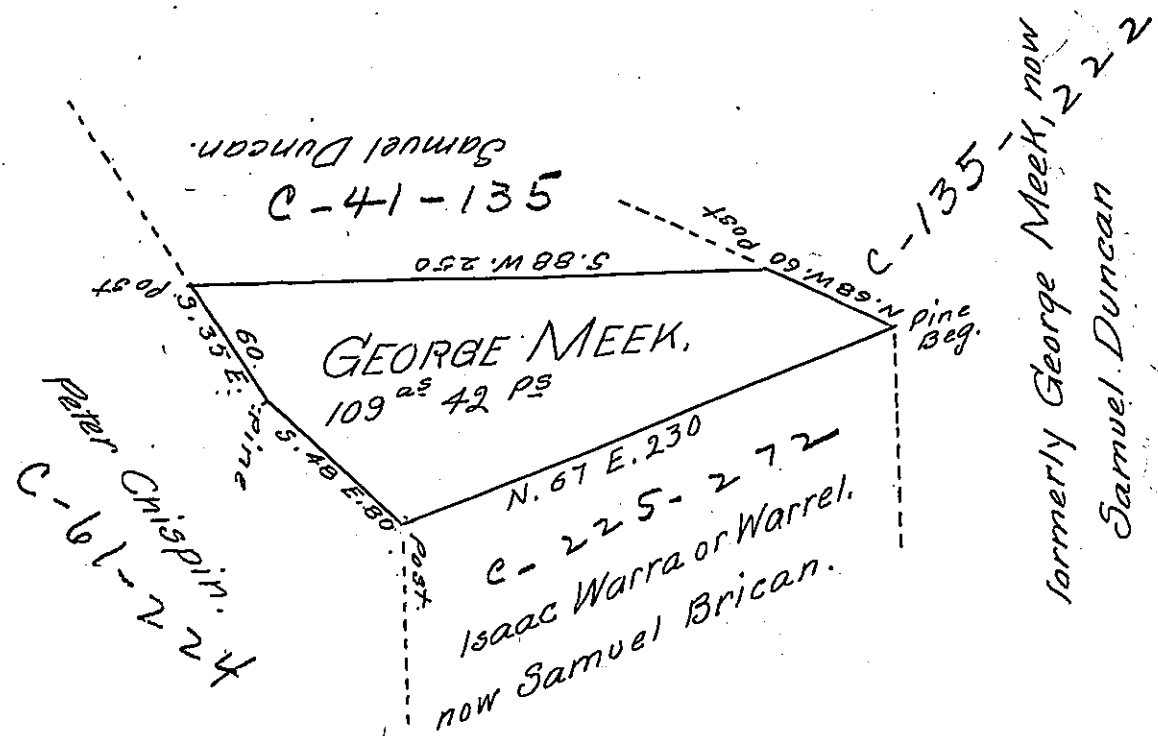 Samuel Duncan.
C-41-135
Post
S. 88 W. 250
Post
N. 68 W. 60
C-135-222
Pine
Beg.
formerly George Meek, now
Samuel Duncan
S. 35 E. 60.
Pine
S. 48 E. 80
Post.
GEORGE MEEK,
109 as 42 Ps
N. 67 E. 230
C-225-272
Isaac Warra or Warrel.
now Samuel Brican.
Peter Chispin.
C-61-224